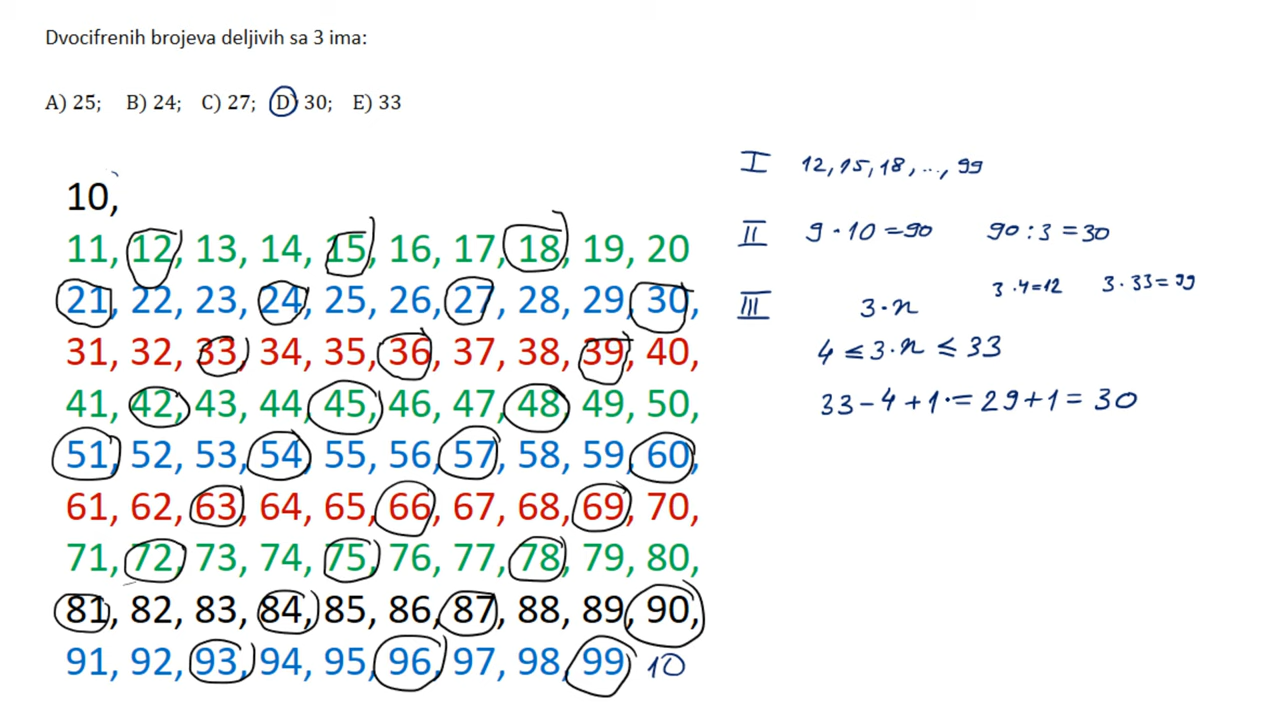 Dvocifrenih brojeva deljivih sa 3 ima:
A) 25; B) 24; C) 27; D) 30; E) 33
10,
11, 12, 13, 14, 15, 16, 17, 18, 19, 20
21, 22, 23, 24, 25, 26, 27, 28, 29, 30,
31, 32, 33, 34, 35, 36, 37, 38, 39, 40,
41, 42, 43, 44, 45, 46, 47, 48, 49, 50,
51, 52, 53, 54, 55, 56, 57, 58, 59, 60,
61, 62, 63, 64, 65, 66, 67, 68, 69, 70,
71, 72, 73, 74, 75, 76, 77, 78, 79, 80,
81, 82, 83, 84, 85, 86, 87, 88, 89, 90,
91, 92, 93, 94, 95, 96, 97, 98, 99 10
I 12, 15, 18, ..., 99
II 9 · 10 = 90 90 : 3 = 30
III 3 · n 3 · 4 = 12 3 · 33 = 99
4 ≤ 3 · n ≤ 33
33 - 4 + 1 · = 29 + 1 = 30